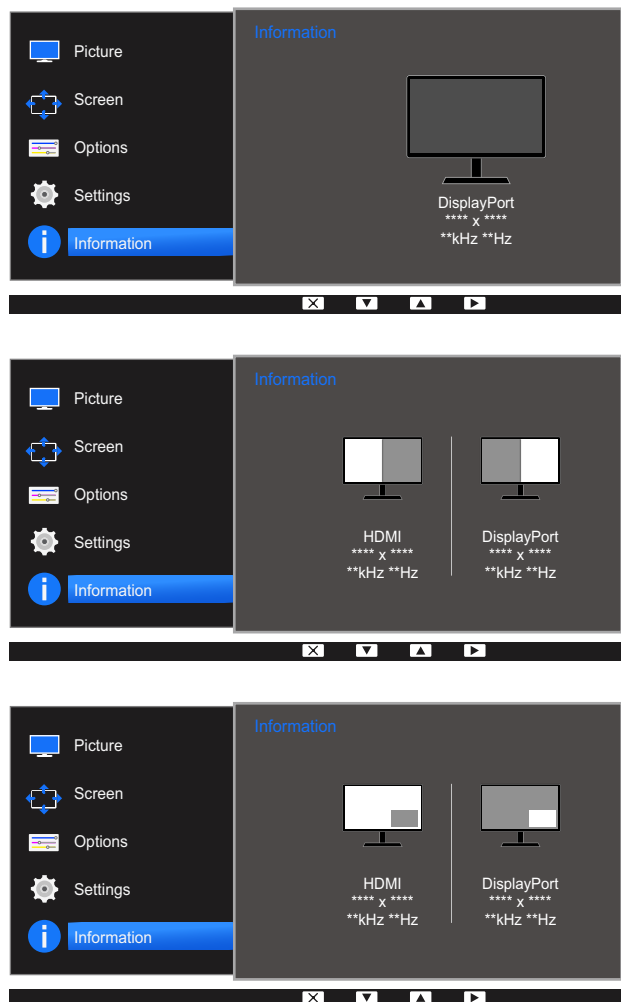 Information
Picture
Screen
Options
Settings
Information
DisplayPort
**** x ****
**kHz **Hz
Information
Picture
Screen
Options
Settings
Information
HDMI
**** x ****
**kHz **Hz
DisplayPort
**** x ****
**kHz **Hz
Information
Picture
Screen
Options
Settings
Information
HDMI
**** x ****
**kHz **Hz
DisplayPort
**** x ****
**kHz **Hz